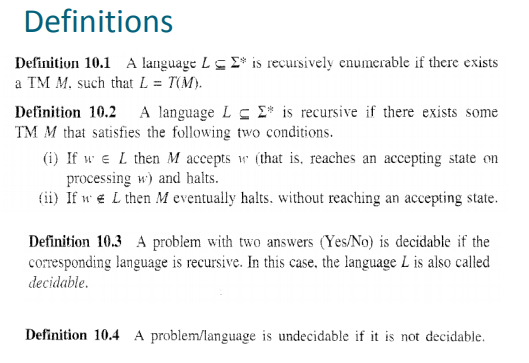 Definitions
Definition 10.1 A language L ⊆ Σ* is recursively enumerable if there exists
a TM M, such that L = T(M).
Definition 10.2 A language L ⊆ Σ* is recursive if there exists some
TM M that satisfies the following two conditions.
(i) If w ∈ L then M accepts w (that is, reaches an accepting state on
processing w) and halts.
(ii) If w ∉ L then M eventually halts, without reaching an accepting state.
Definition 10.3 A problem with two answers (Yes/No) is decidable if the
corresponding language is recursive. In this case, the language L is also called
decidable.
Definition 10.4 A problem/language is undecidable if it is not decidable.